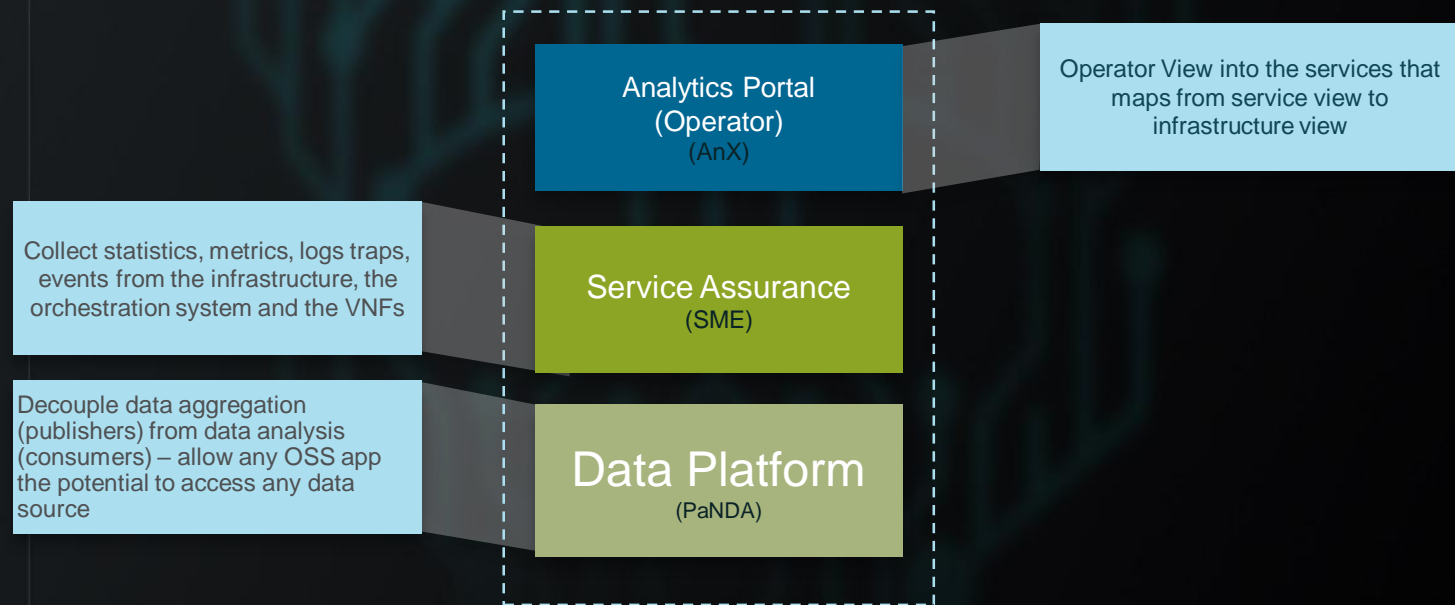 Analytics Portal
(Operator)
(AnX)
Operator View into the services that
maps from service view to
infrastructure view
Collect statistics, metrics, logs traps,
events from the infrastructure, the
orchestration system and the VNFs
Service Assurance
(SME)
Decouple data aggregation
(publishers) from data analysis
(consumers) – allow any OSS app
the potential to access any data
source
Data Platform
(PaNDA)